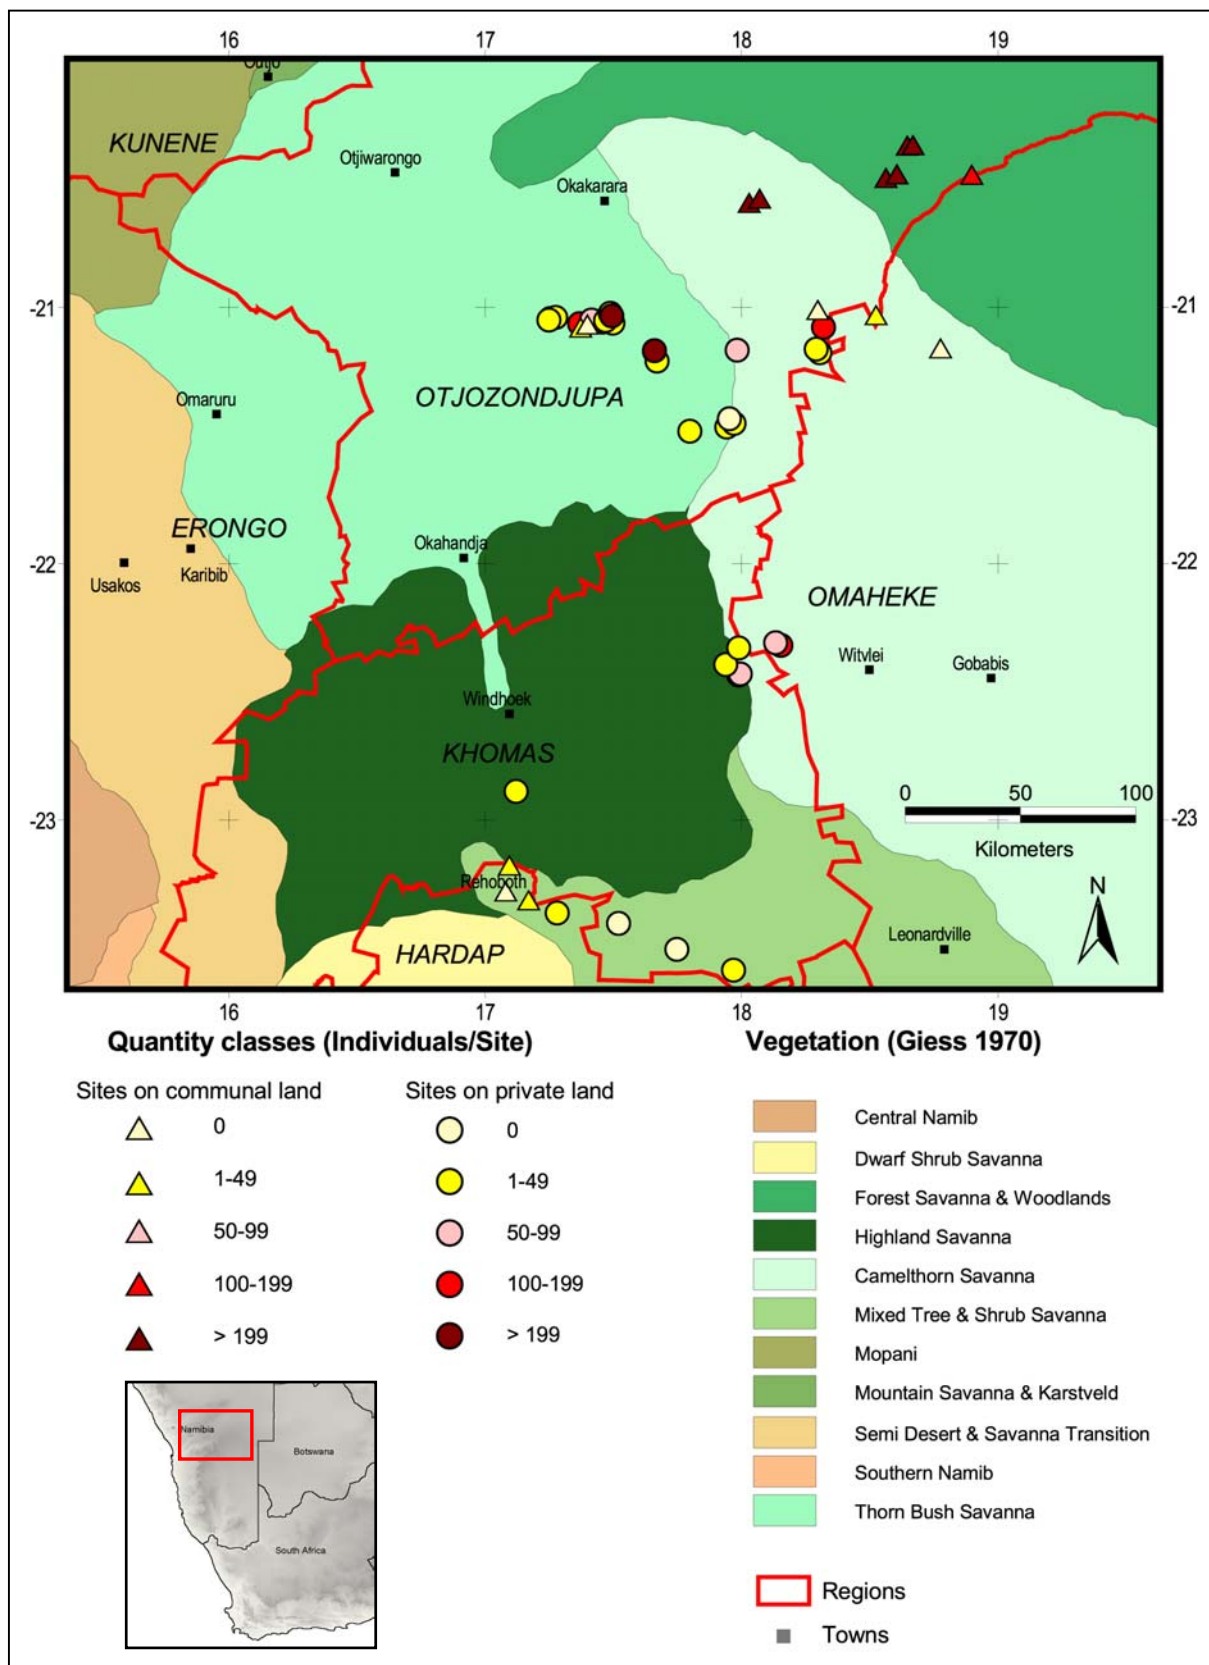 16 17 18 19
Outjo
KUNENE
Otjiwarongo
Okakarara
-21 -21
OTJOZONDJUPA
Omaruru
ERONGO
Okahandja
-22 -22
Usakos
Karibib
OMAHEKE
Witvlei
Gobabis
Windhoek
KHOMAS
0 50 100
-23 -23
Kilometers
Rehoboth
N
Leonardville
HARDAP
16 17 18 19
Quantity classes (Individuals/Site)
Sites on communal land
0
1-49
50-99
100-199
> 199
Sites on private land
0
1-49
50-99
100-199
> 199
Vegetation (Giess 1970)
Central Namib
Dwarf Shrub Savanna
Forest Savanna & Woodlands
Highland Savanna
Camelthorn Savanna
Mixed Tree & Shrub Savanna
Mopani
Mountain Savanna & Karstveld
Semi Desert & Savanna Transition
Southern Namib
Thorn Bush Savanna
Regions
Towns
Namibia
Botswana
South Africa